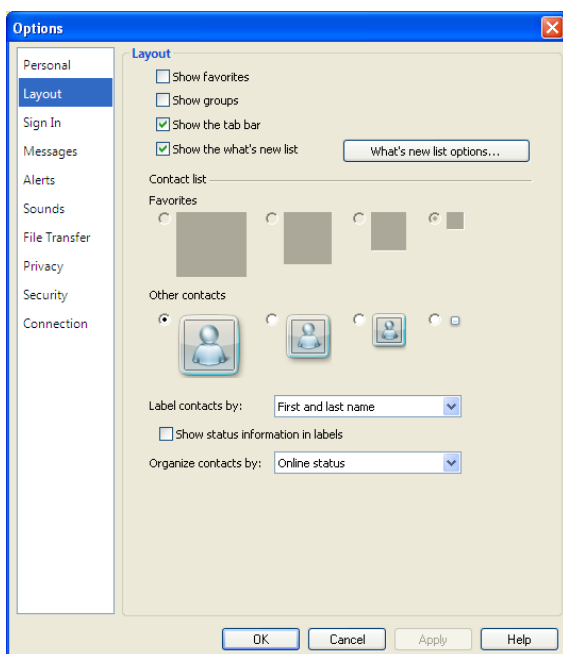 Options
Personal
Layout
Sign In
Messages
Alerts
Sounds
File Transfer
Privacy
Security
Connection
Layout
Show favorites
Show groups
Show the tab bar
Show the what's new list
What's new list options...
Contact list
Favorites
Other contacts
Label contacts by: First and last name
Show status information in labels
Organize contacts by: Online status
OK Cancel Apply Help